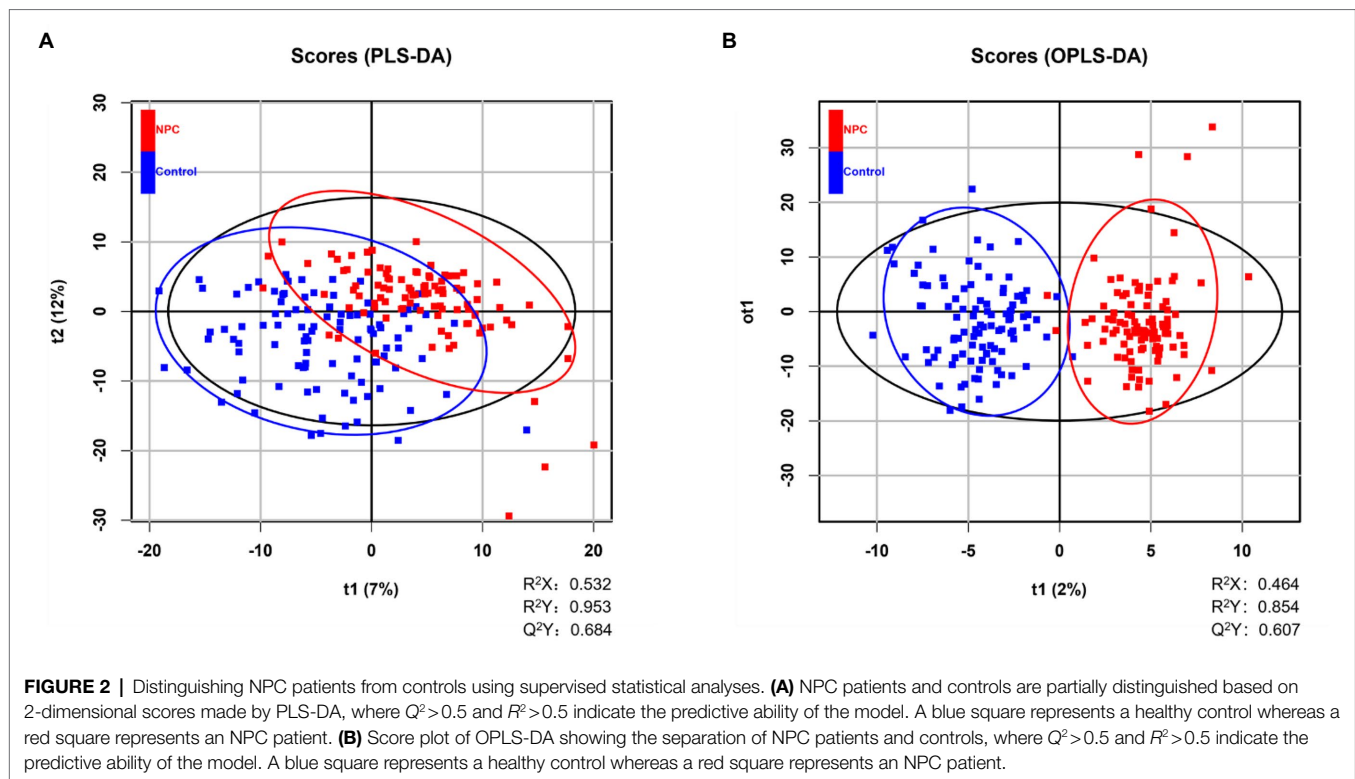 A
Scores (PLS-DA)
NPC
Control
30
20
10
0
-10
-20
-30
t2 (12%)
-20 -10 0 10 20
t1 (7%)
R²X: 0.532
R²Y: 0.953
Q²Y: 0.684
B
Scores (OPLS-DA)
NPC
Control
30
20
10
0
-10
-20
-30
ot1
-10 -5 0 5 10
t1 (2%)
R²X: 0.464
R²Y: 0.854
Q²Y: 0.607
FIGURE 2 | Distinguishing NPC patients from controls using supervised statistical analyses. (A) NPC patients and controls are partially distinguished based on
2-dimensional scores made by PLS-DA, where Q²>0.5 and R²>0.5 indicate the predictive ability of the model. A blue square represents a healthy control whereas a
red square represents an NPC patient. (B) Score plot of OPLS-DA showing the separation of NPC patients and controls, where Q²>0.5 and R²>0.5 indicate the
predictive ability of the model. A blue square represents a healthy control whereas a red square represents an NPC patient.